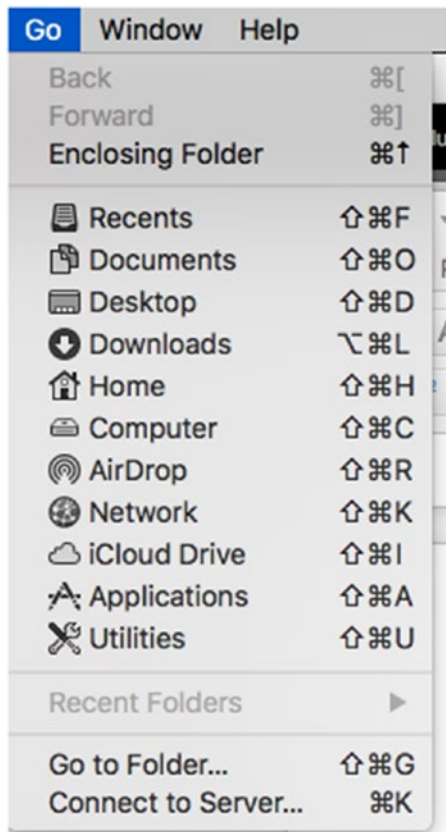 Go Window Help
Back ⌘[
Forward ⌘]
Enclosing Folder ⌘↑
Recents ⇧⌘F
Documents ⇧⌘O
Desktop ⇧⌘D
Downloads ⌥⌘L
Home ⇧⌘H
Computer ⇧⌘C
AirDrop ⇧⌘R
Network ⇧⌘K
iCloud Drive ⇧⌘I
Applications ⇧⌘A
Utilities ⇧⌘U
Recent Folders ▶
Go to Folder... ⇧⌘G
Connect to Server... ⌘K